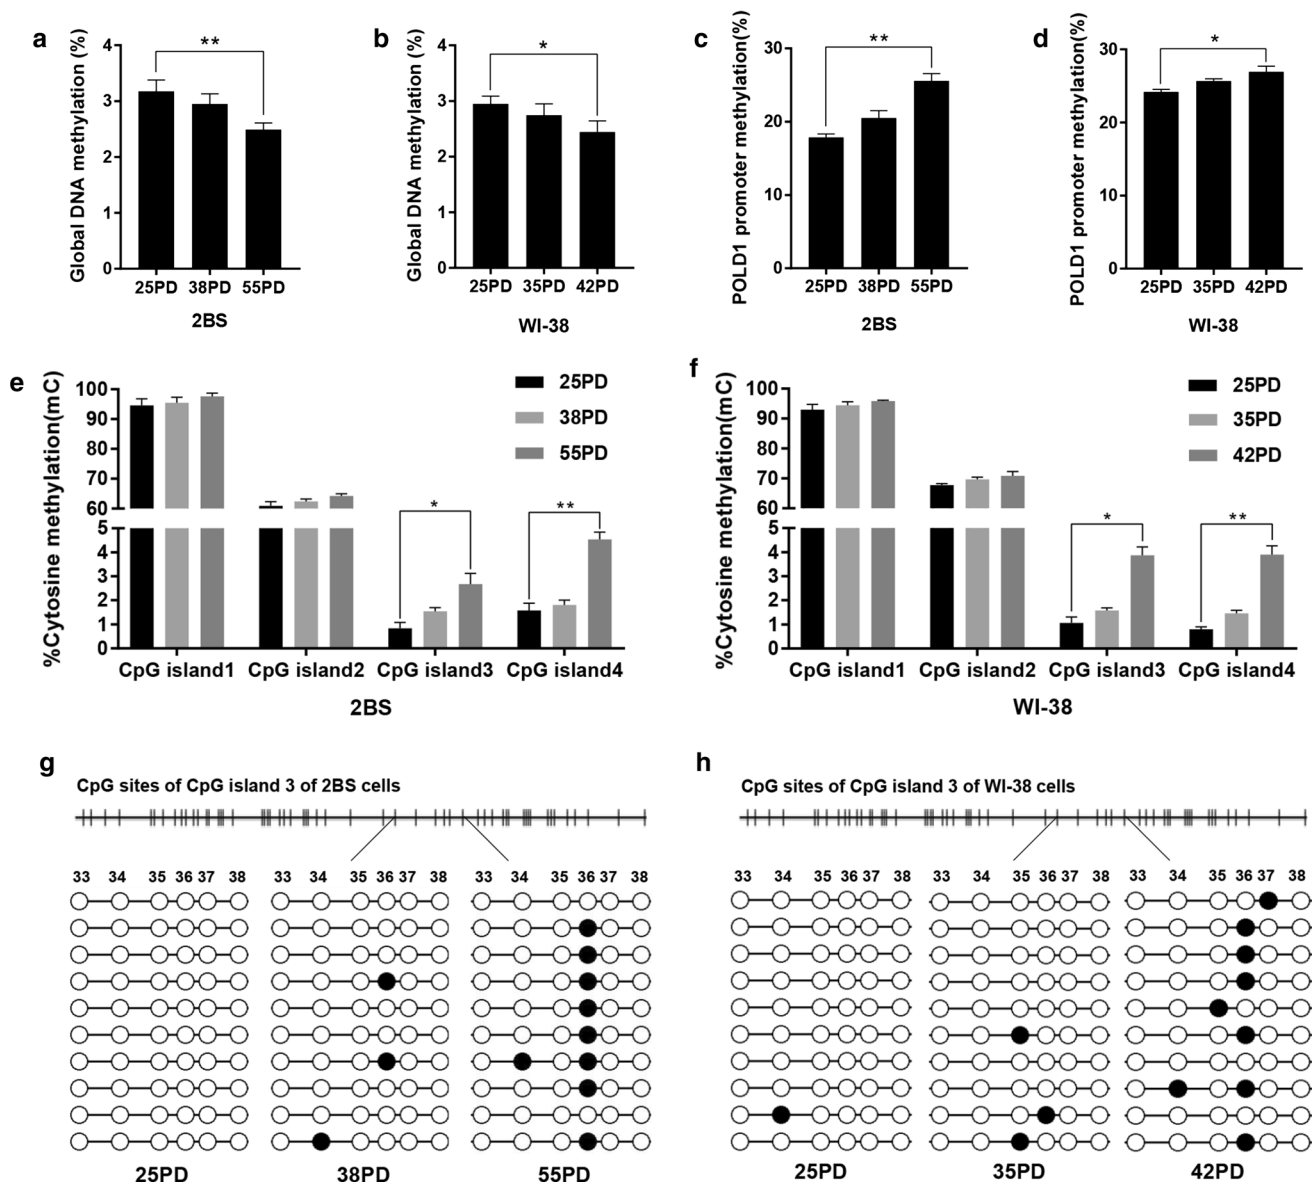 a
Global DNA methylation (%)
4
3
2
1
0
**
25PD 38PD 55PD
2BS
b
Global DNA methylation (%)
4
3
2
1
0
*
25PD 35PD 42PD
WI-38
c
POLD1 promoter methylation(%)
30
20
10
0
**
25PD 38PD 55PD
2BS
d
POLD1 promoter methylation(%)
30
20
10
0
*
25PD 35PD 42PD
WI-38
e
%Cytosine methylation(mC)
100
90
80
70
60
5
4
3
2
1
0
25PD
38PD
55PD
*
**
CpG island1 CpG island2 CpG island3 CpG island4
2BS
f
%Cytosine methylation(mC)
100
90
80
70
60
5
4
3
2
1
0
25PD
35PD
42PD
*
**
CpG island1 CpG island2 CpG island3 CpG island4
WI-38
g
CpG sites of CpG island 3 of 2BS cells
33 34 35 36 37 38 33 34 35 36 37 38 33 34 35 36 37 38
25PD 38PD 55PD
h
CpG sites of CpG island 3 of WI-38 cells
33 34 35 36 37 38 33 34 35 36 37 38 33 34 35 36 37 38
25PD 35PD 42PD